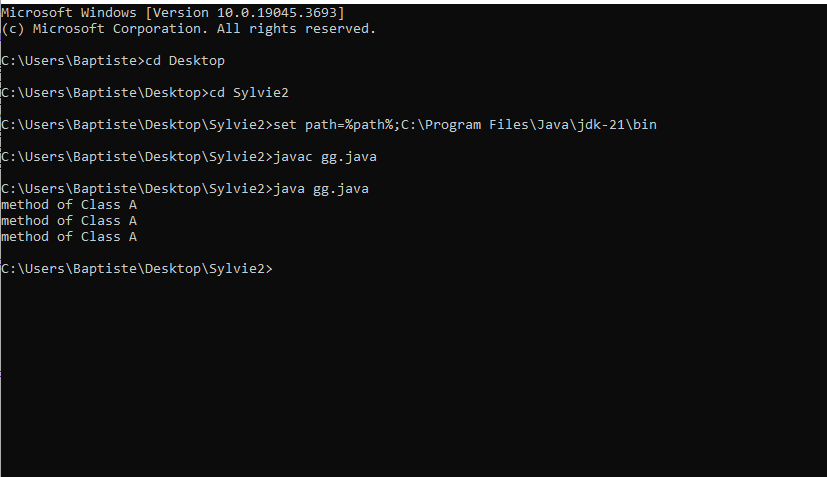 Microsoft Windows [Version 10.0.19045.3693]
(c) Microsoft Corporation. All rights reserved.
C:\Users\Baptiste>cd Desktop
C:\Users\Baptiste\Desktop>cd Sylvie2
C:\Users\Baptiste\Desktop\Sylvie2>set path=%path%;C:\Program Files\Java\jdk-21\bin
C:\Users\Baptiste\Desktop\Sylvie2>javac gg.java
C:\Users\Baptiste\Desktop\Sylvie2>java gg.java
method of Class A
method of Class A
method of Class A
C:\Users\Baptiste\Desktop\Sylvie2>